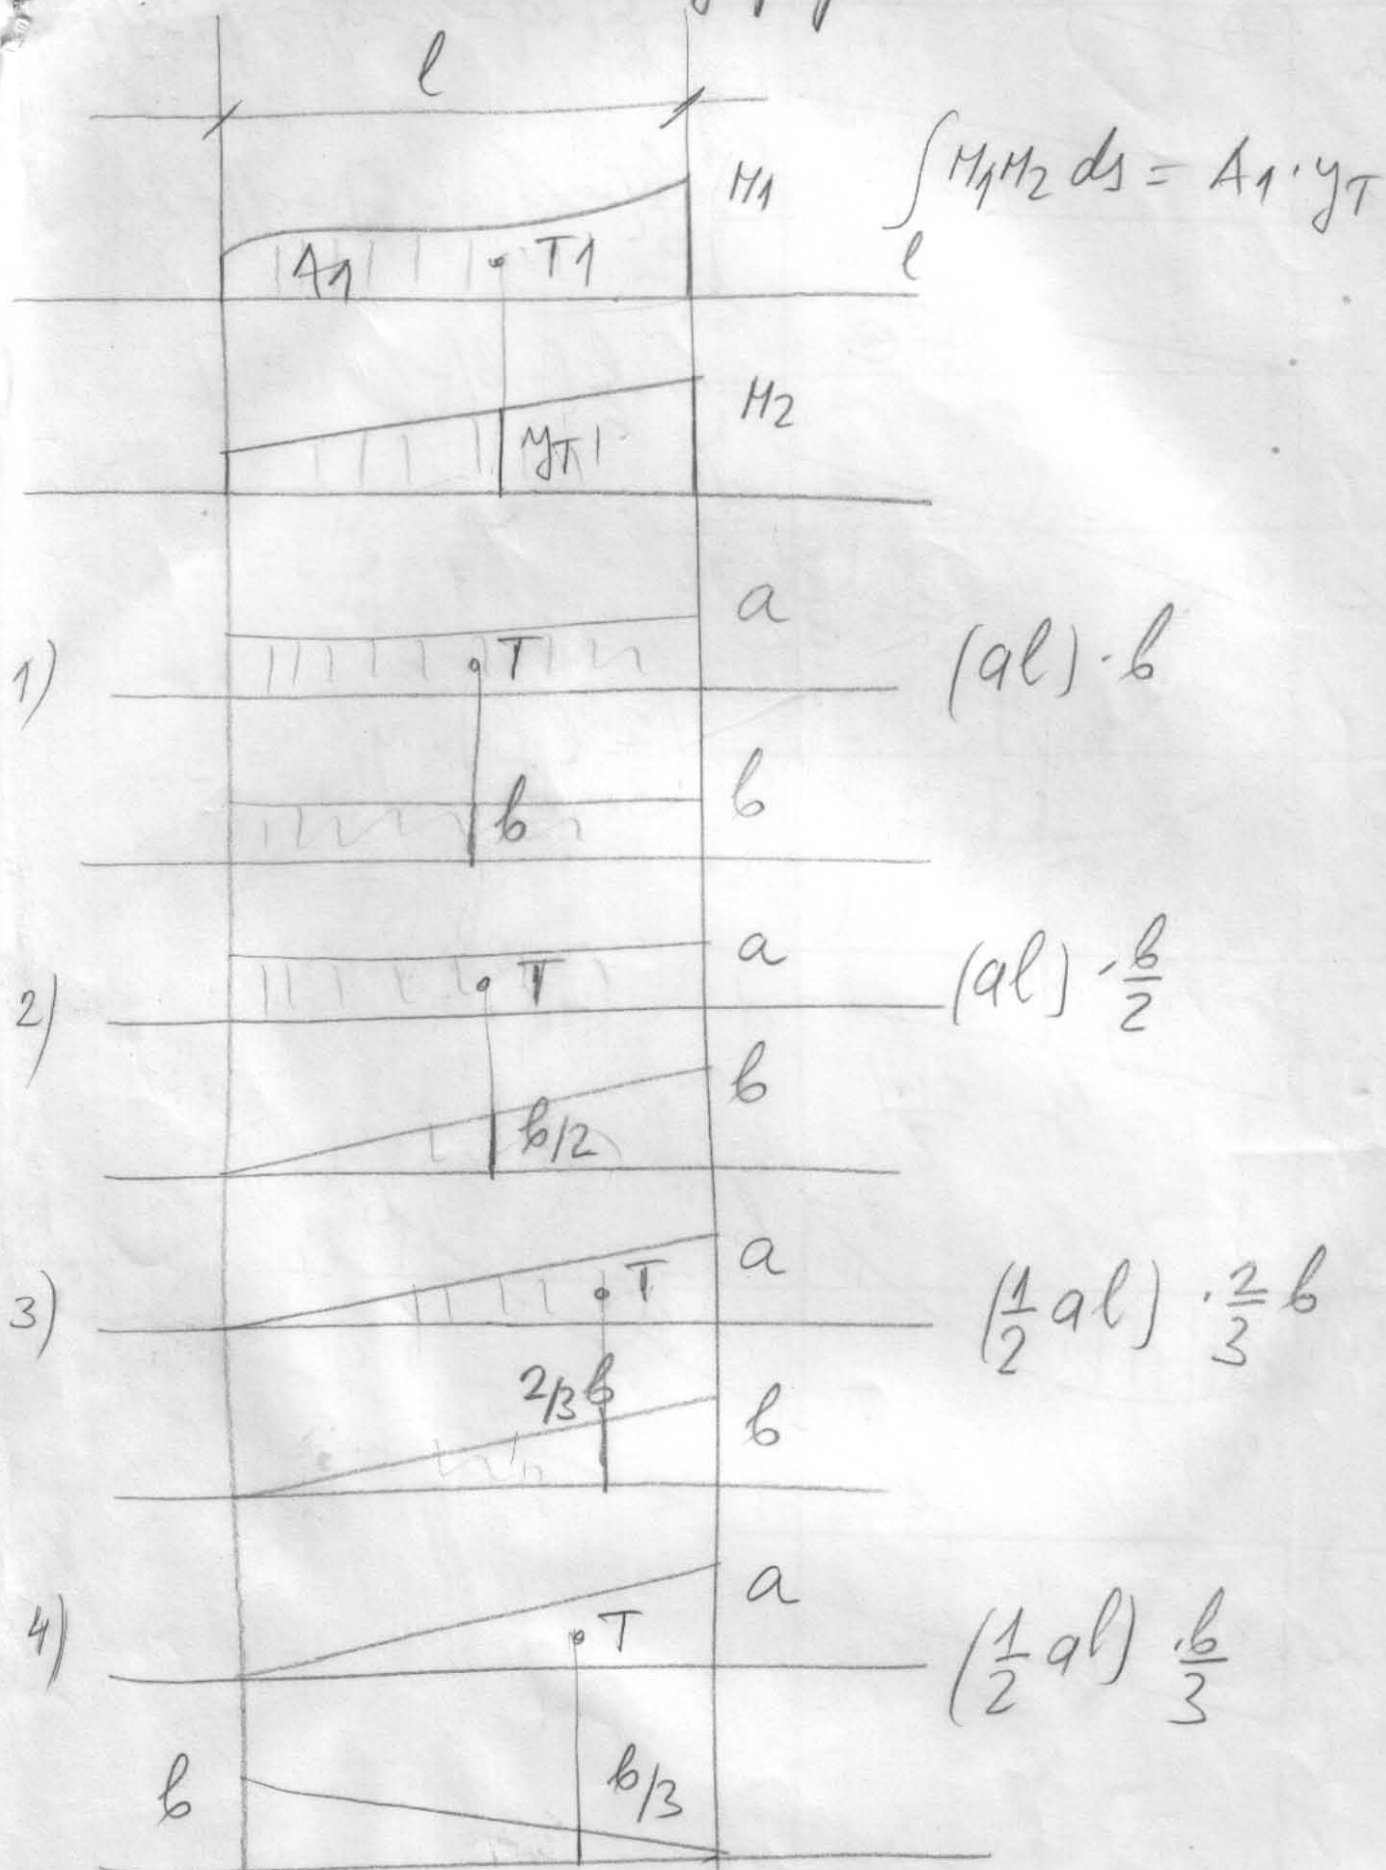 l
M1
∫ M1M2 ds = A1 · yT
l
A1
T1
M2
yT1
1)
a
T
(al) · b
b
b
2)
a
T
(al) · b/2
b
b/2
3)
a
T
(1/2 al) · 2/3 b
2/3 b
b
4)
a
T
(1/2 al) · b/3
b
b/3